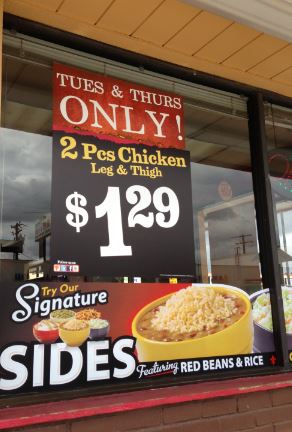 TUES & THURS
ONLY!
2 Pcs Chicken
Leg & Thigh
$1 29
Try Our
Signature
SIDES
Featuring RED BEANS & RICE